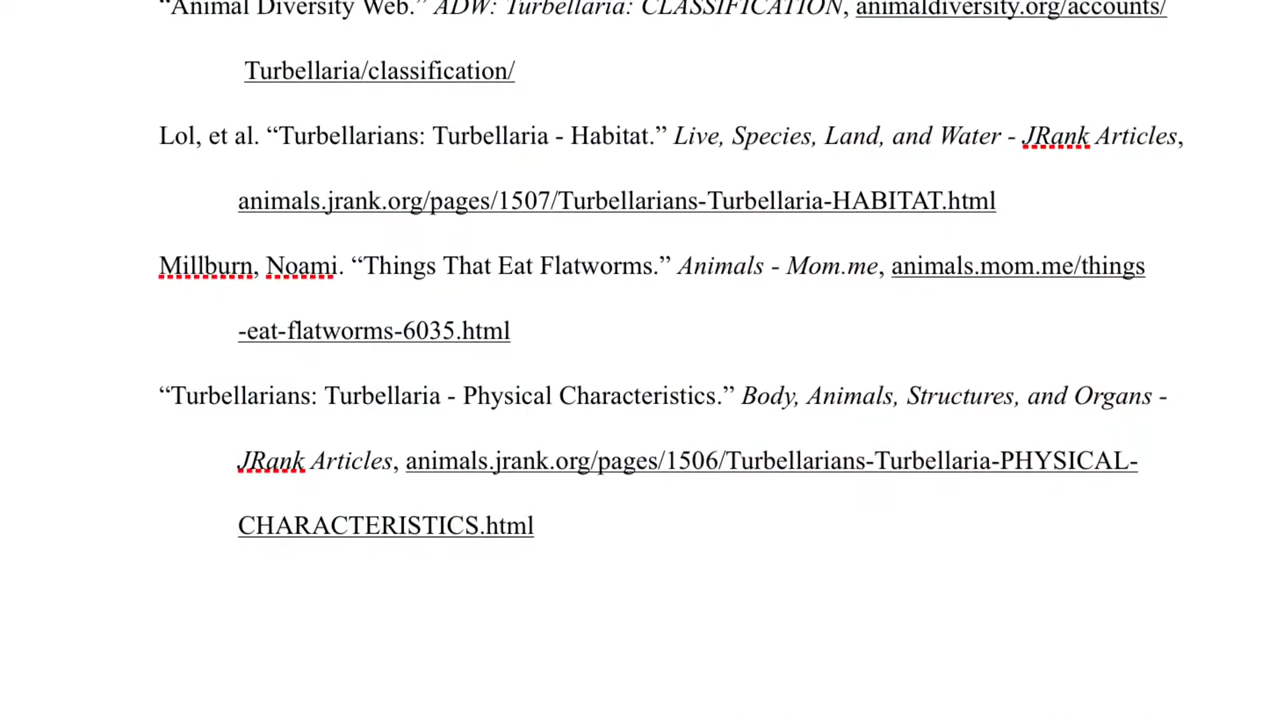 “Animal Diversity Web.” ADW: Turbellaria: CLASSIFICATION, animaldiversity.org/accounts/
Turbellaria/classification/
Lol, et al. “Turbellarians: Turbellaria - Habitat.” Live, Species, Land, and Water - JRank Articles,
animals.jrank.org/pages/1507/Turbellarians-Turbellaria-HABITAT.html
Millburn, Noami. “Things That Eat Flatworms.” Animals - Mom.me, animals.mom.me/things
-eat-flatworms-6035.html
“Turbellarians: Turbellaria - Physical Characteristics.” Body, Animals, Structures, and Organs -
JRank Articles, animals.jrank.org/pages/1506/Turbellarians-Turbellaria-PHYSICAL-
CHARACTERISTICS.html